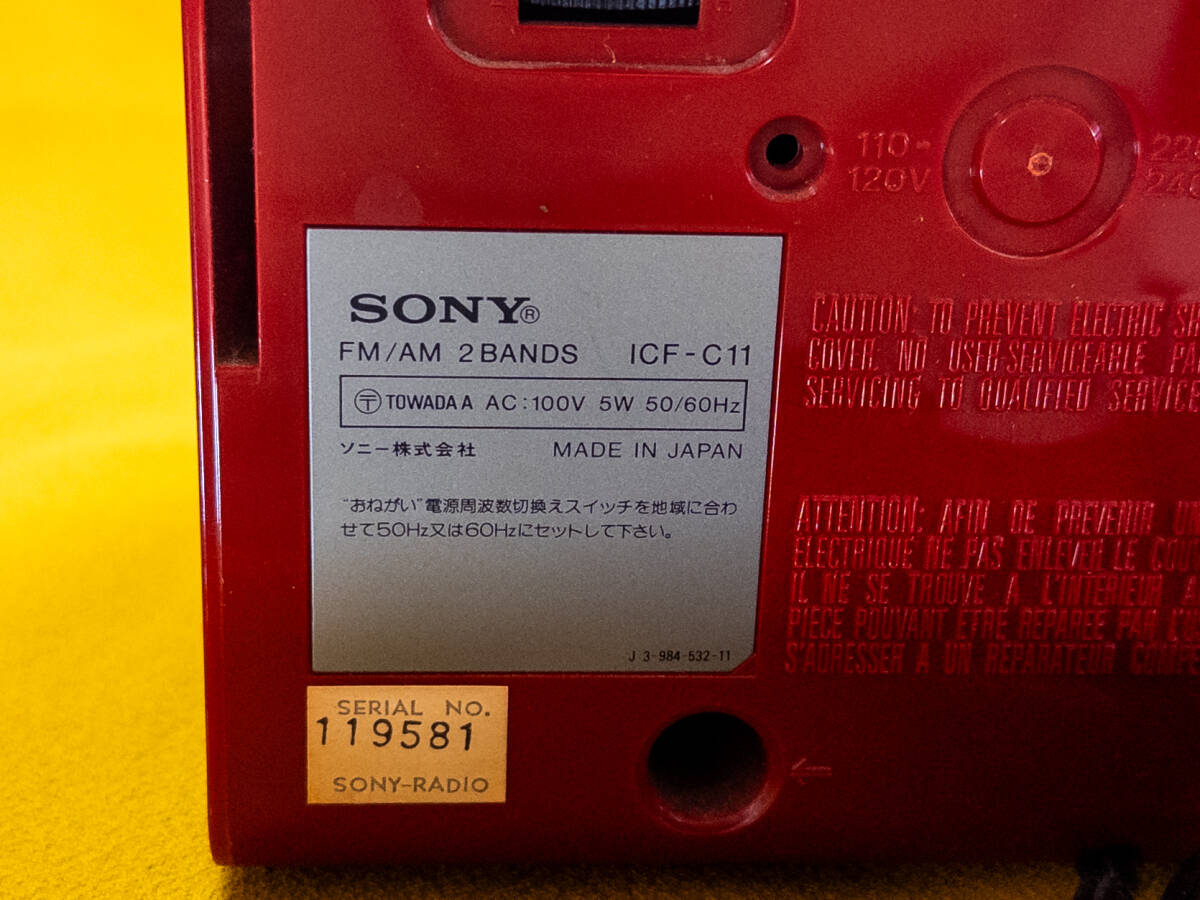 110-
120V
SONY®
FM/AM 2 BANDS ICF-C11
〒 TOWADA A AC:100V 5W 50/60Hz
ソニー株式会社 MADE IN JAPAN
"おねがい"電源周波数切換えスイッチを地域に合わ
せて50Hz又は60Hzにセットして下さい。
J 3-984-532-11
SERIAL NO.
119581
SONY-RADIO
CAUTION: TO PREVENT ELECTRIC
COVER. NO USER-SERVICEABLE
SERVICING TO QUALIFIED
ATTENTION: AFIN DE PREVENIR
ELECTRIQUE NE PAS ENLEVER LE
IL NE SE TROUVE A L'INTERIEUR
PIECE POUVANT ETRE REPAREE PAR
S'ADRESSER A UN REPARATEUR